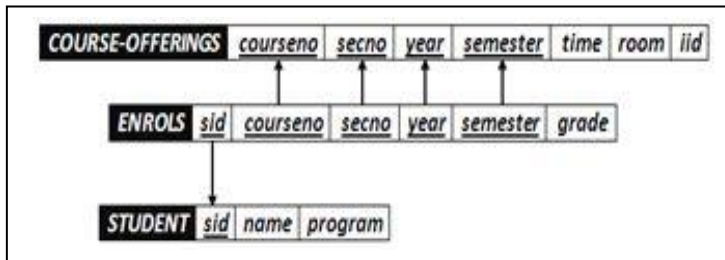 COURSE-OFFERINGS courseno secno year semester time room iid
ENROLS sid courseno secno year semester grade
STUDENT sid name program